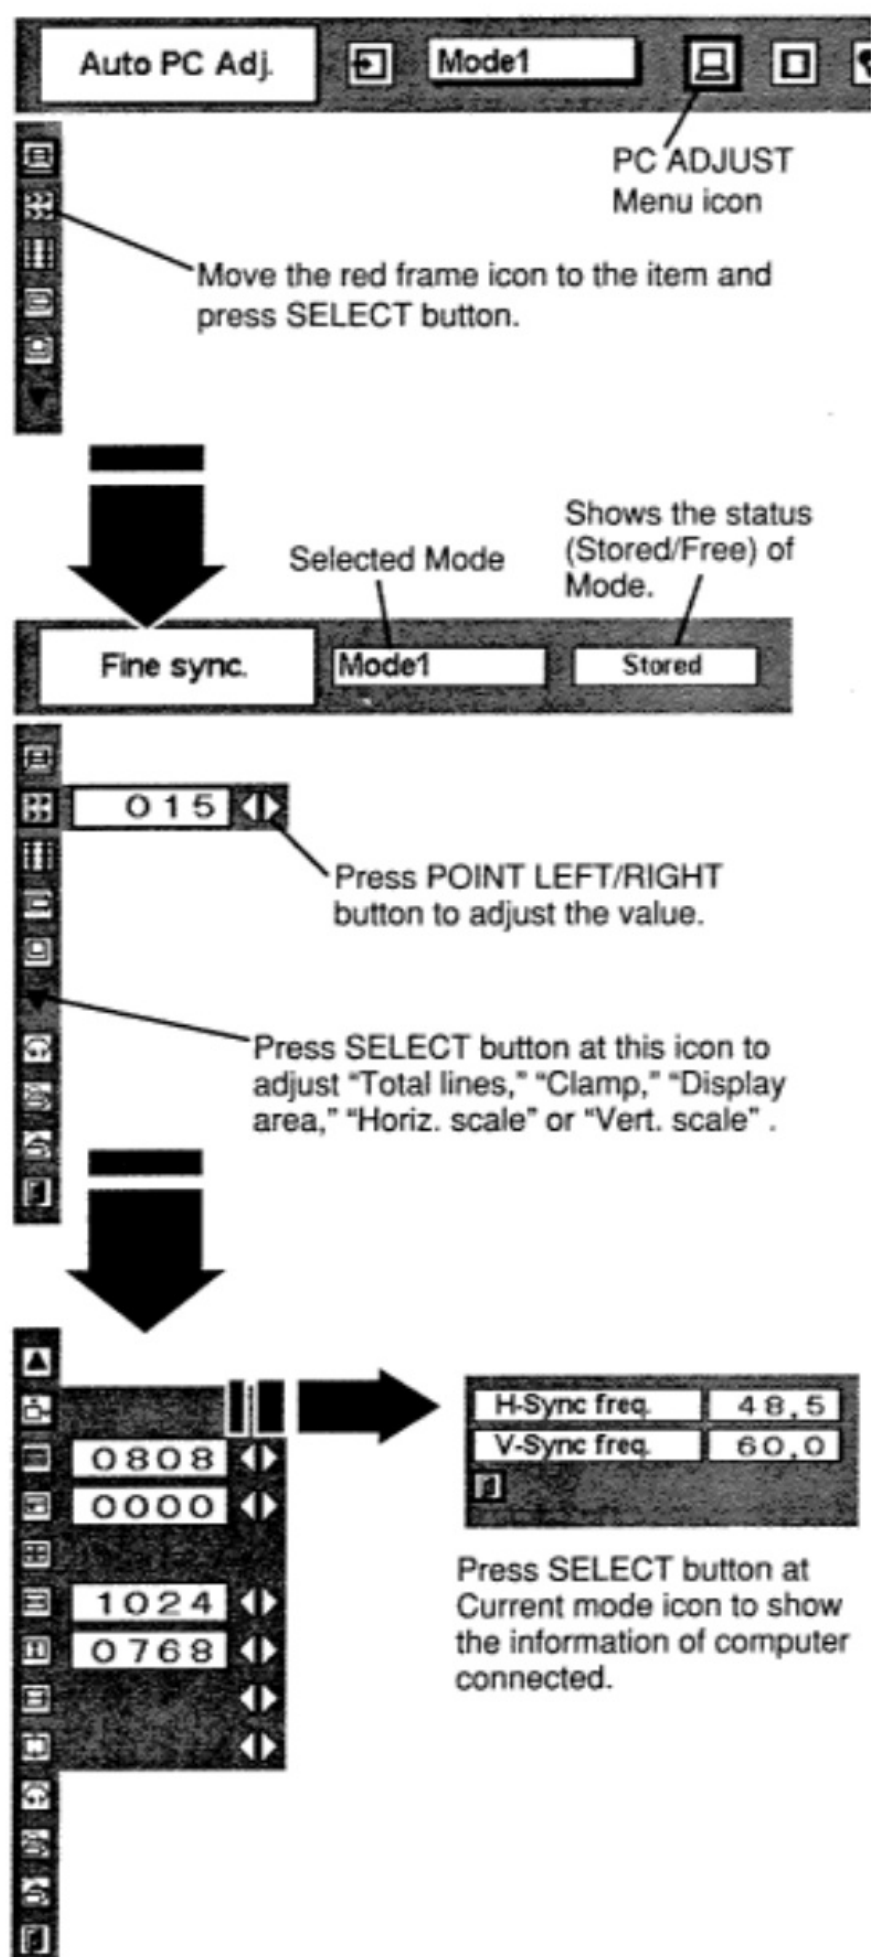 Auto PC Adj.
Mode1
PC ADJUST
Menu icon
Move the red frame icon to the item and
press SELECT button.
Selected Mode
Shows the status
(Stored/Free) of
Mode.
Fine sync.
Mode1
Stored
015
Press POINT LEFT/RIGHT
button to adjust the value.
Press SELECT button at this icon to
adjust “Total lines,” “Clamp,” “Display
area,” “Horiz. scale” or “Vert. scale” .
0808
0000
1024
0768
H-Sync freq. 48,5
V-Sync freq. 60,0
Press SELECT button at
Current mode icon to show
the information of computer
connected.